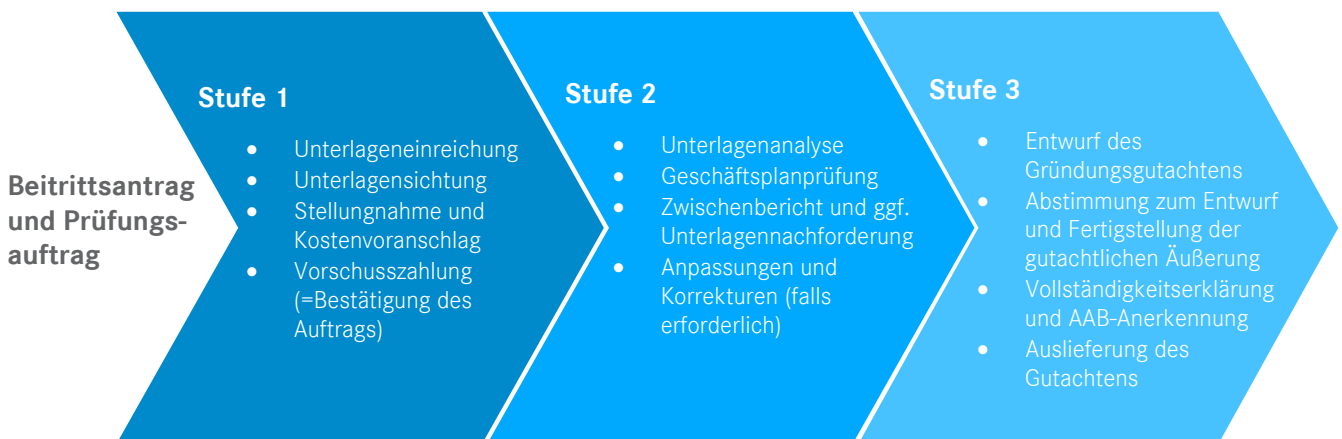 Beitrittsantrag
und Prüfungs-
auftrag
Stufe 1
• Unterlageneinreichung
• Unterlagensichtung
• Stellungnahme und
Kostenvoranschlag
• Vorschusszahlung
(=Bestätigung des
Auftrags)
Stufe 2
• Unterlagenanalyse
• Geschäftsplanprüfung
• Zwischenbericht und ggf.
Unterlagennachforderung
• Anpassungen und
Korrekturen (falls
erforderlich)
Stufe 3
• Entwurf des
Gründungsgutachtens
• Abstimmung zum Entwurf
und Fertigstellung der
gutachtlichen Äußerung
• Vollständigkeitserklärung
und AAB-Anerkennung
• Auslieferung des
Gutachtens